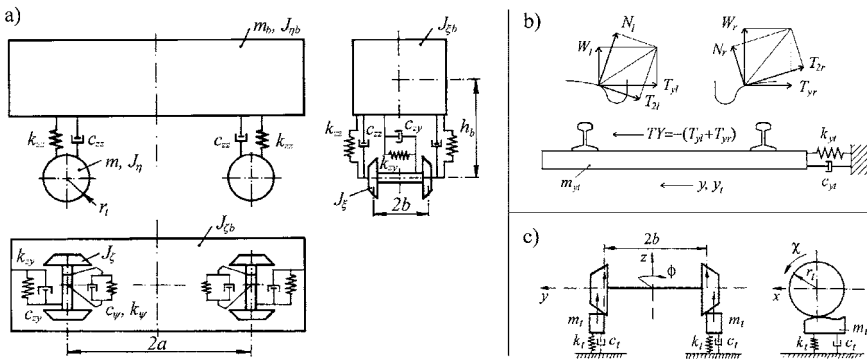 a)
m_b, J_ηb
k_zz c_zz c_zz k_zz
m, J_η
r_t
J_ξb
k_zz c_zz c_zy h_b
k_zy
J_ξ
2b
J_ζb
J_ζ
k_zy
c_zy
c_ψ, k_ψ
2a
b)
W_l N_l
T_yl
T_2l
W_r
N_r
T_2r
T_yr
TY=-(T_yl+T_yr)
k_yt
c_yt
m_yt
y, y_t
c)
2b
z ϕ
y
m_t m_t
k_t c_t k_t c_t
χ
r_t
x
m_t
k_t c_t